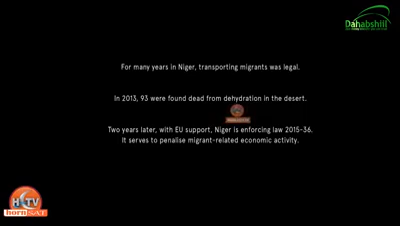 Dahabshiil
For many years in Niger, transporting migrants was legal.
In 2013, 93 were found dead from dehydration in the desert.
Two years later, with EU support, Niger is enforcing law 2015-36.
It serves to penalise migrant-related economic activity.
HCTV
horn SAT